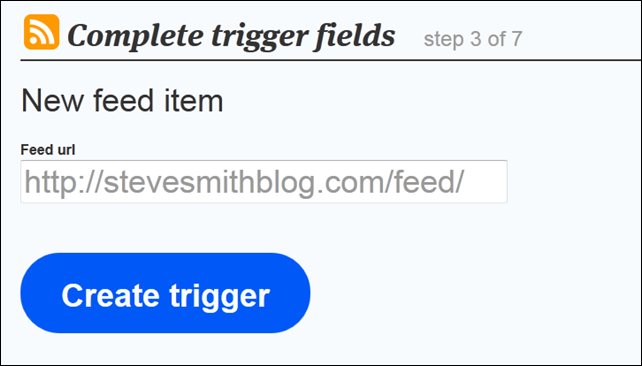 Complete trigger fields step 3 of 7
New feed item
Feed url
http://stevesmithblog.com/feed/
Create trigger